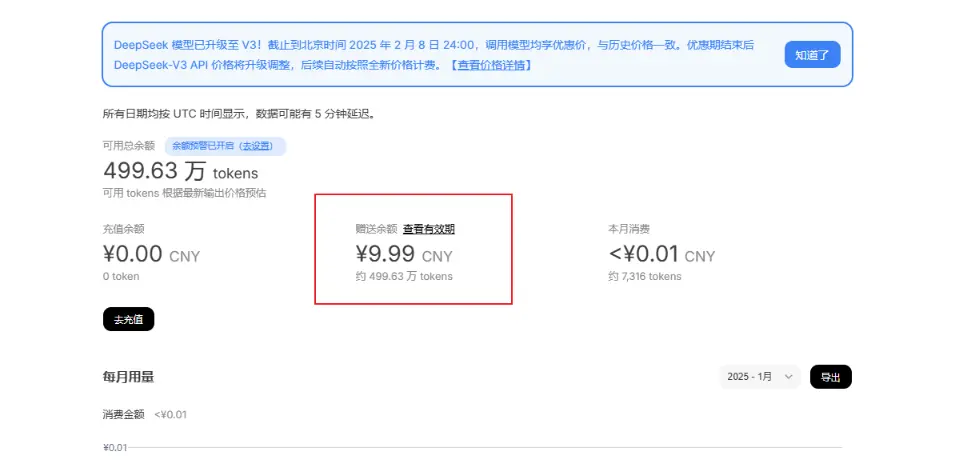 DeepSeek 模型已升级至 V3！截止到北京时间 2025 年 2 月 8 日 24:00，调用模型均享优惠价，与历史价格一致。优惠期结束后
DeepSeek-V3 API 价格将升级调整，后续自动按照全新价格计费。【查看价格详情】
知道了
所有日期均按 UTC 时间显示，数据可能有 5 分钟延迟。
可用总余额 余额预警已开启（去设置）
499.63 万 tokens
可用 tokens 根据最新输出价格预估
充值余额
¥0.00 CNY
0 token
赠送余额 查看有效期
¥9.99 CNY
约 499.63 万 tokens
本月消费
<¥0.01 CNY
约 7,316 tokens
去充值
每月用量
2025 - 1月
导出
消费金额 <¥0.01
¥0.01